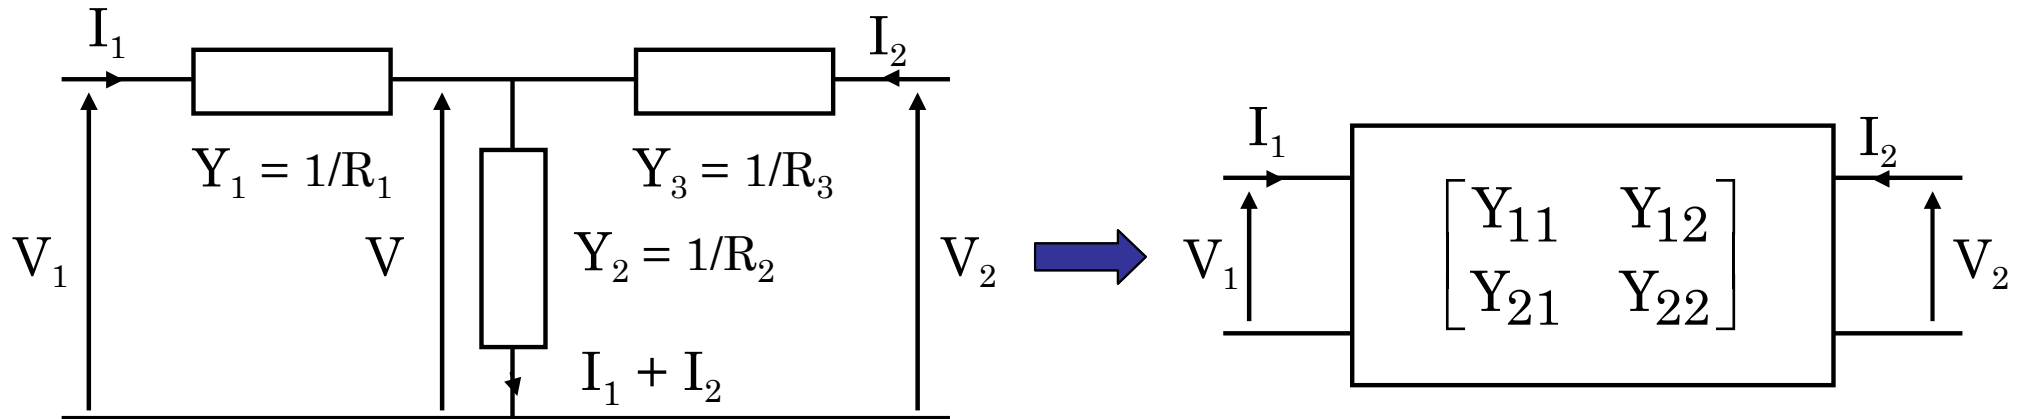 I₁
I₂
Y₁ = 1/R₁
Y₃ = 1/R₃
V₁
V
Y₂ = 1/R₂
V₂
I₁ + I₂
I₁
I₂
V₁
Y₁₁ Y₁₂
Y₂₁ Y₂₂
V₂